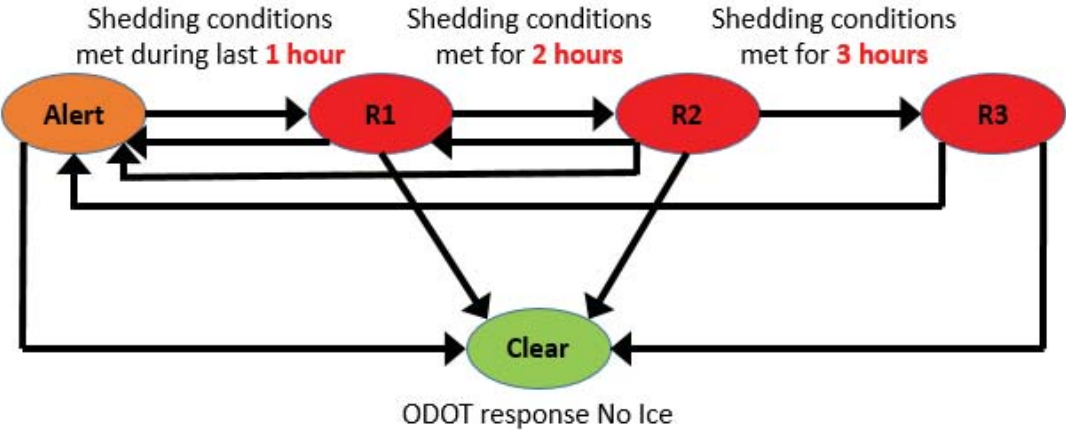 Shedding conditions
met during last 1 hour
Shedding conditions
met for 2 hours
Shedding conditions
met for 3 hours
Alert
R1
R2
R3
Clear
ODOT response No Ice